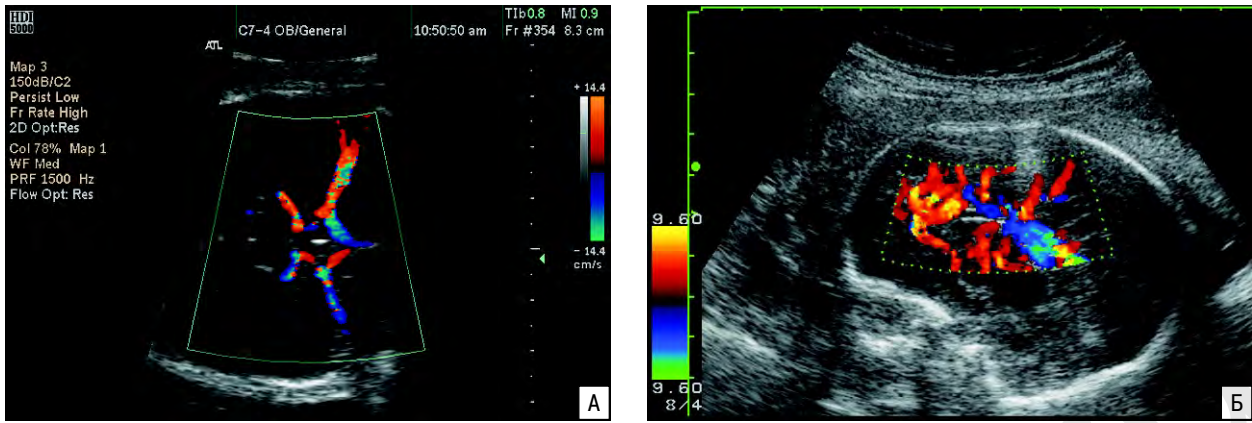 HDI
5000
C7-4 OB/General
10:50:50 am
TIb0.8 MI 0.9
Fr #354 8.3 cm
ATL
Map 3
150dB/C2
Persist Low
Fr Rate High
2D Opt:Res
Col 78% Map 1
WF Med
PRF 1500 Hz
Flow Opt: Res
+ 14.4
- 14.4
cm/s
А
9.60
9.60
8/4
Б